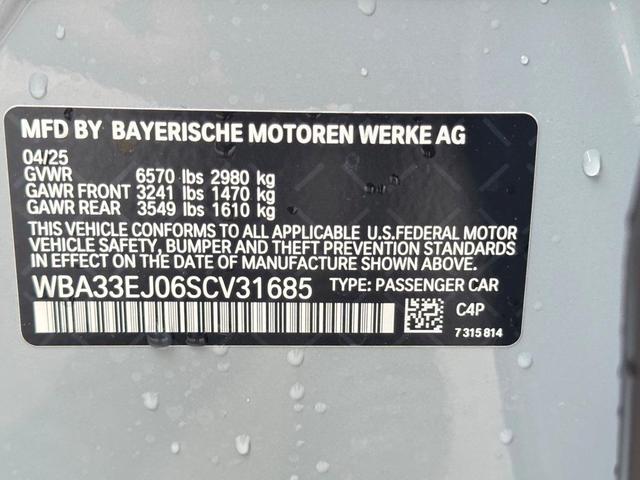 MFD BY BAYERISCHE MOTOREN WERKE AG
04/25
GVWR 6570 lbs 2980 kg
GAWR FRONT 3241 lbs 1470 kg
GAWR REAR 3549 lbs 1610 kg
THIS VEHICLE CONFORMS TO ALL APPLICABLE U.S.FEDERAL MOTOR
VEHICLE SAFETY, BUMPER AND THEFT PREVENTION STANDARDS
IN EFFECT ON THE DATE OF MANUFACTURE SHOWN ABOVE.
WBA33EJ06SCV31685 TYPE: PASSENGER CAR
C4P
7 315 814